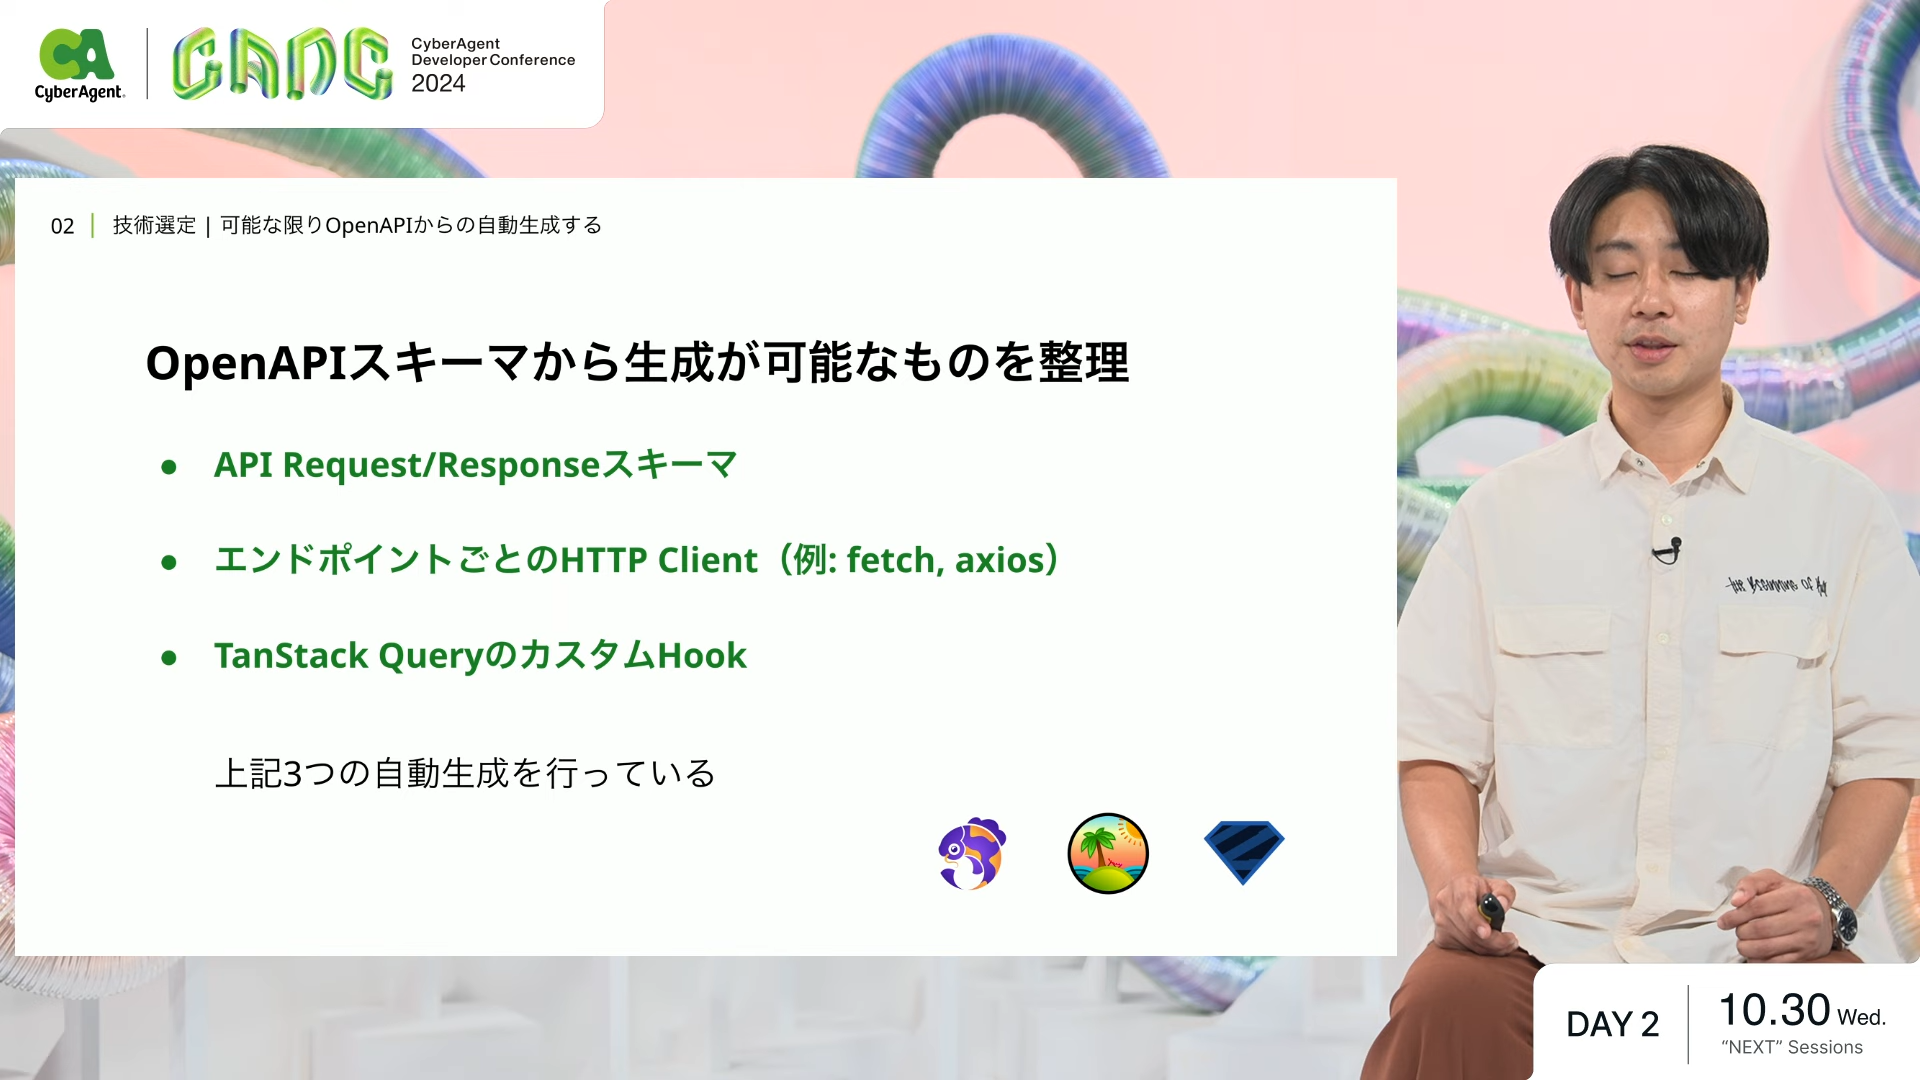 CyberAgent
CADC
CyberAgent
Developer Conference
2024
02 | 技術選定 | 可能な限りOpenAPIからの自動生成する
OpenAPIスキーマから生成が可能なものを整理
● API Request/Responseスキーマ
● エンドポイントごとのHTTP Client（例: fetch, axios）
● TanStack QueryのカスタムHook
上記3つの自動生成を行っている
DAY 2
10.30 Wed.
“NEXT” Sessions